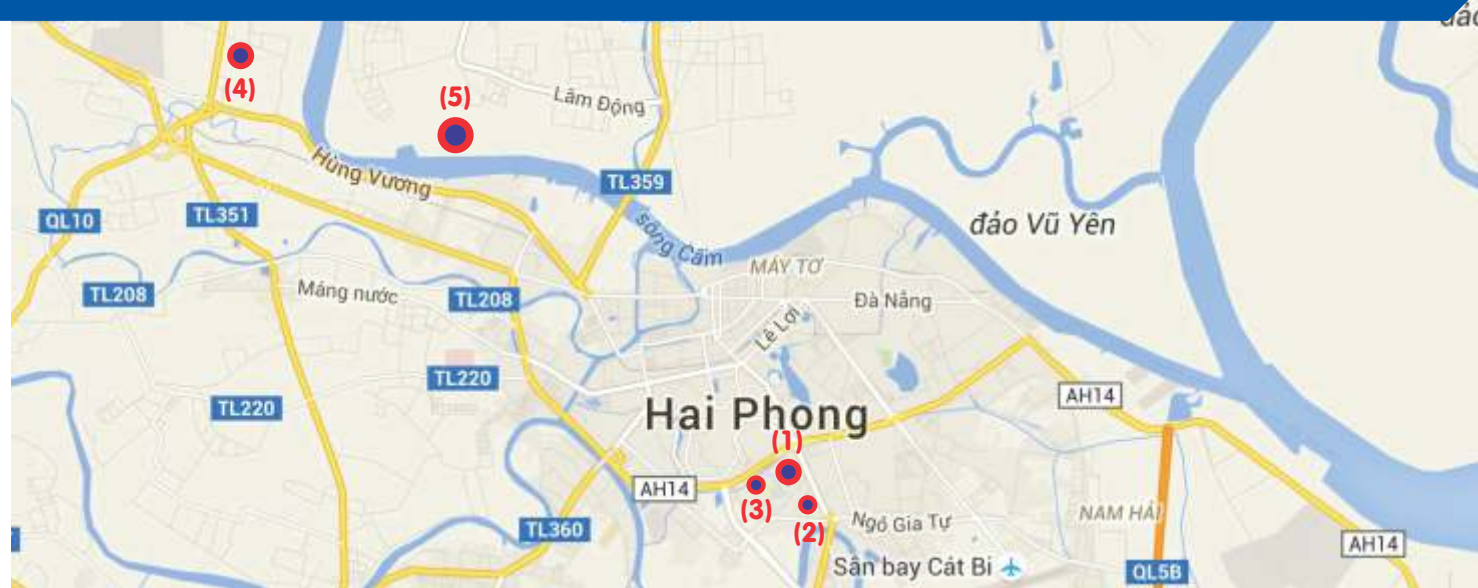 (4)
(5)
Lâm Động
Hùng Vương
TL359
QL10
TL351
sông Cấm
đảo Vũ Yên
MÁY TƠ
TL208
Máng nước
TL208
Đà Nẵng
Lê Lợi
TL220
TL220
AH14
Hai Phong
(1)
AH14
(3)
(2)
Ngô Gia Tự
NAM HẢI
TL360
AH14
Sân bay Cát Bi
QL5B